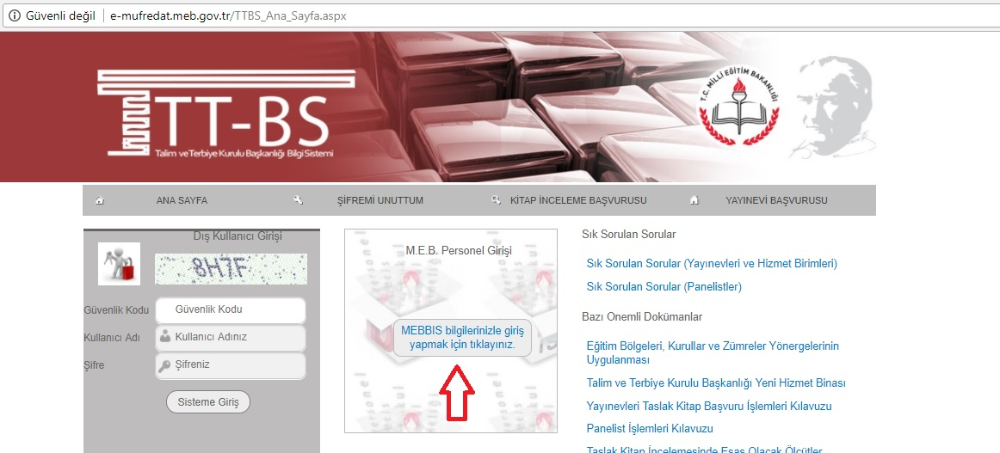 Güvenli değil
e-mufredat.meb.gov.tr/TTBS_Ana_Sayfa.aspx
TT-BS
Talim ve Terbiye Kurulu Başkanlığı Bilgi Sistemi
T.C. MİLLİ EĞİTİM BAKANLIĞI
ANA SAYFA
ŞİFREMİ UNUTTUM
KİTAP İNCELEME BAŞVURUSU
YAYINEVİ BAŞVURUSU
Dış Kullanıcı Girişi
8H7F
Güvenlik Kodu
Güvenlik Kodu
Kullanıcı Adı
Kullanıcı Adınız
Şifre
Şifreniz
Sisteme Giriş
M.E.B. Personel Girişi
MEBBIS bilgilerinizle giriş
yapmak için tıklayınız.
Sık Sorulan Sorular
Sık Sorulan Sorular (Yayınevleri ve Hizmet Birimleri)
Sık Sorulan Sorular (Panelistler)
Bazı Önemli Dokümanlar
Eğitim Bölgeleri, Kurullar ve Zümreler Yönergelerinin
Uygulanması
Talim ve Terbiye Kurulu Başkanlığı Yeni Hizmet Binası
Yayınevleri Taslak Kitap Başvuru İşlemleri Kılavuzu
Panelist İşlemleri Kılavuzu
Taslak Kitap İncelemesinde Esas Olacak Ölçütler